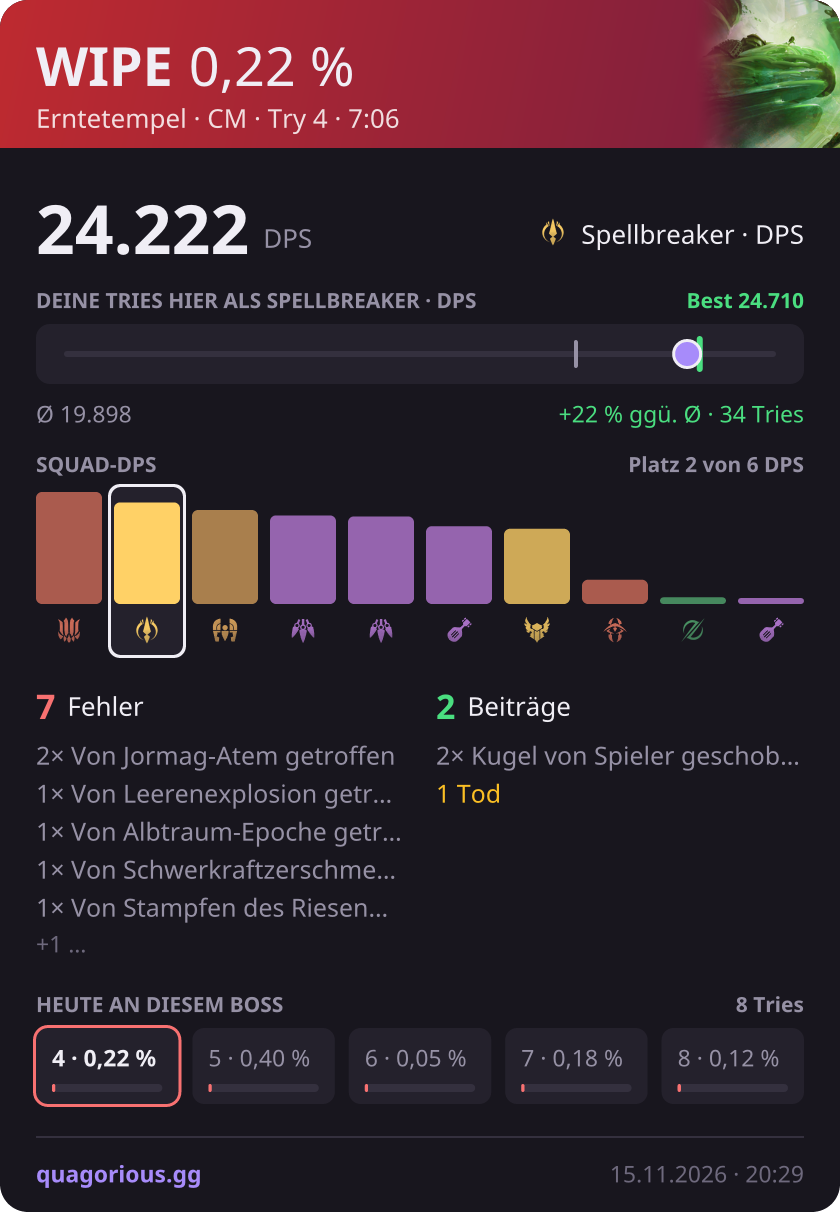 WIPE 0,22 %
Erntetempel · CM · Try 4 · 7:06
24.222 DPS
Spellbreaker · DPS
DEINE TRIES HIER ALS SPELLBREAKER · DPS
Best 24.710
Ø 19.898
+22 % ggü. Ø · 34 Tries
SQUAD-DPS
Platz 2 von 6 DPS
7 Fehler
2× Von Jormag-Atem getroffen
1× Von Leerenexplosion getr...
1× Von Albtraum-Epoche getr...
1× Von Schwerkraftzerschme...
1× Von Stampfen des Riesen...
+1 ...
2 Beiträge
2× Kugel von Spieler geschob...
1 Tod
HEUTE AN DIESEM BOSS
8 Tries
4 · 0,22 %
5 · 0,40 %
6 · 0,05 %
7 · 0,18 %
8 · 0,12 %
quagorious.gg
15.11.2026 · 20:29